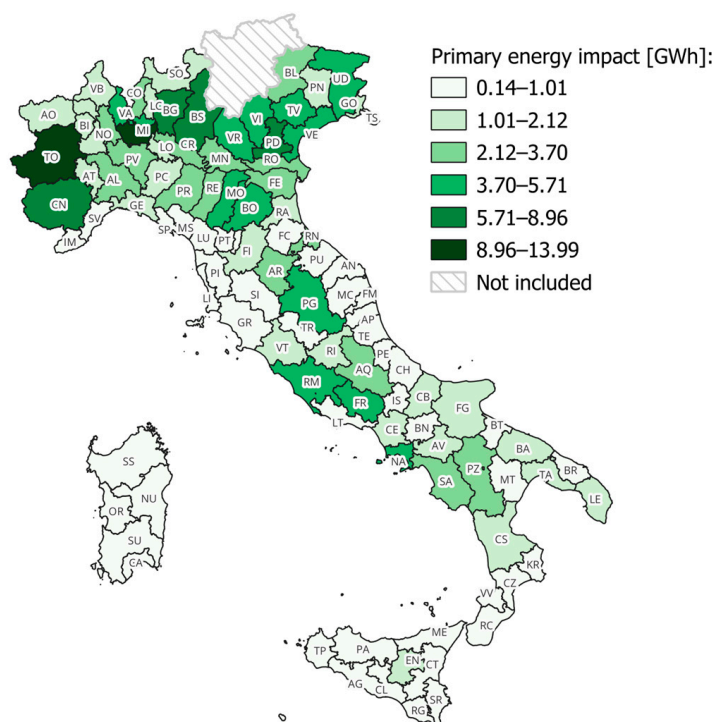 Primary energy impact [GWh]:
0.14–1.01
1.01–2.12
2.12–3.70
3.70–5.71
5.71–8.96
8.96–13.99
Not included
SO
BL
VB
CO
PN
UD
LC
BG
AO
VA
BS
VI
TV
GO
BI
NO
MI
TS
VR
VE
PD
TO
LO
CR
PV
MN
RO
AT
AL
PC
FE
PR
RE
MO
CN
GE
BO
RA
SV
SP
MS
FC
RN
IM
LU
PT
FI
PU
AN
PI
AR
LI
SI
MC
FM
PG
GR
AP
TR
TE
VT
RI
PE
AQ
CH
RM
IS
CB
FR
FG
LT
CE
BN
BT
AV
BA
NA
SS
PZ
TA
BR
SA
MT
NU
LE
OR
CS
SU
CA
KR
CZ
VV
RC
ME
TP
PA
EN
CT
AG
CL
SR
RG